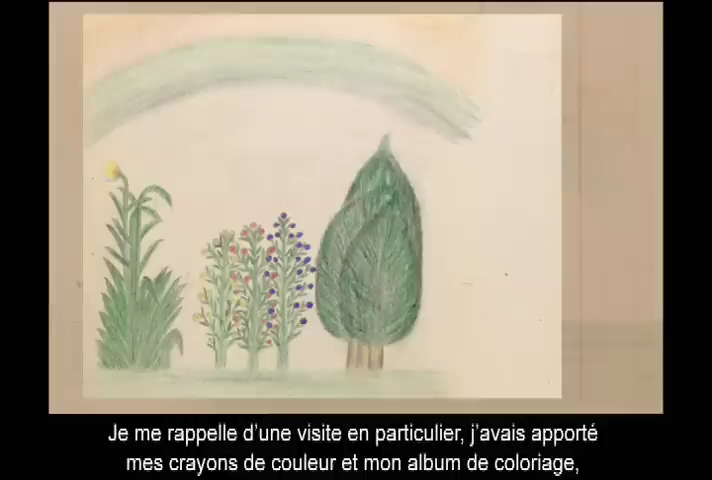 Je me rappelle d'une visite en particulier, j'avais apporté
mes crayons de couleur et mon album de coloriage,